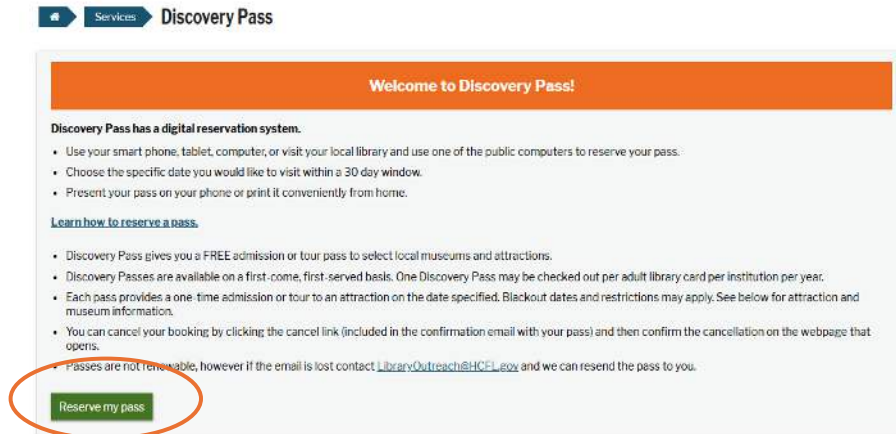 Services Discovery Pass
Welcome to Discovery Pass!
Discovery Pass has a digital reservation system.
• Use your smart phone, tablet, computer, or visit your local library and use one of the public computers to reserve your pass.
• Choose the specific date you would like to visit within a 30 day window.
• Present your pass on your phone or print it conveniently from home.
Learn how to reserve a pass.
• Discovery Pass gives you a FREE admission or tour pass to select local museums and attractions.
• Discovery Passes are available on a first-come, first-served basis. One Discovery Pass may be checked out per adult library card per institution per year.
• Each pass provides a one-time admission or tour to an attraction on the date specified. Blackout dates and restrictions may apply. See below for attraction and
museum information.
• You can cancel your booking by clicking the cancel link (included in the confirmation email with your pass) and then confirm the cancellation on the webpage that
opens.
• Passes are not renewable, however if the email is lost contact LibraryOutreach@HCFL.gov and we can resend the pass to you.
Reserve my pass